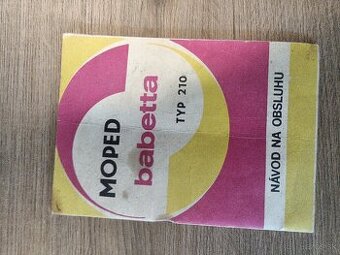 MOPED
babetta
TYP 210
NÁVOD NA OBSLUHU